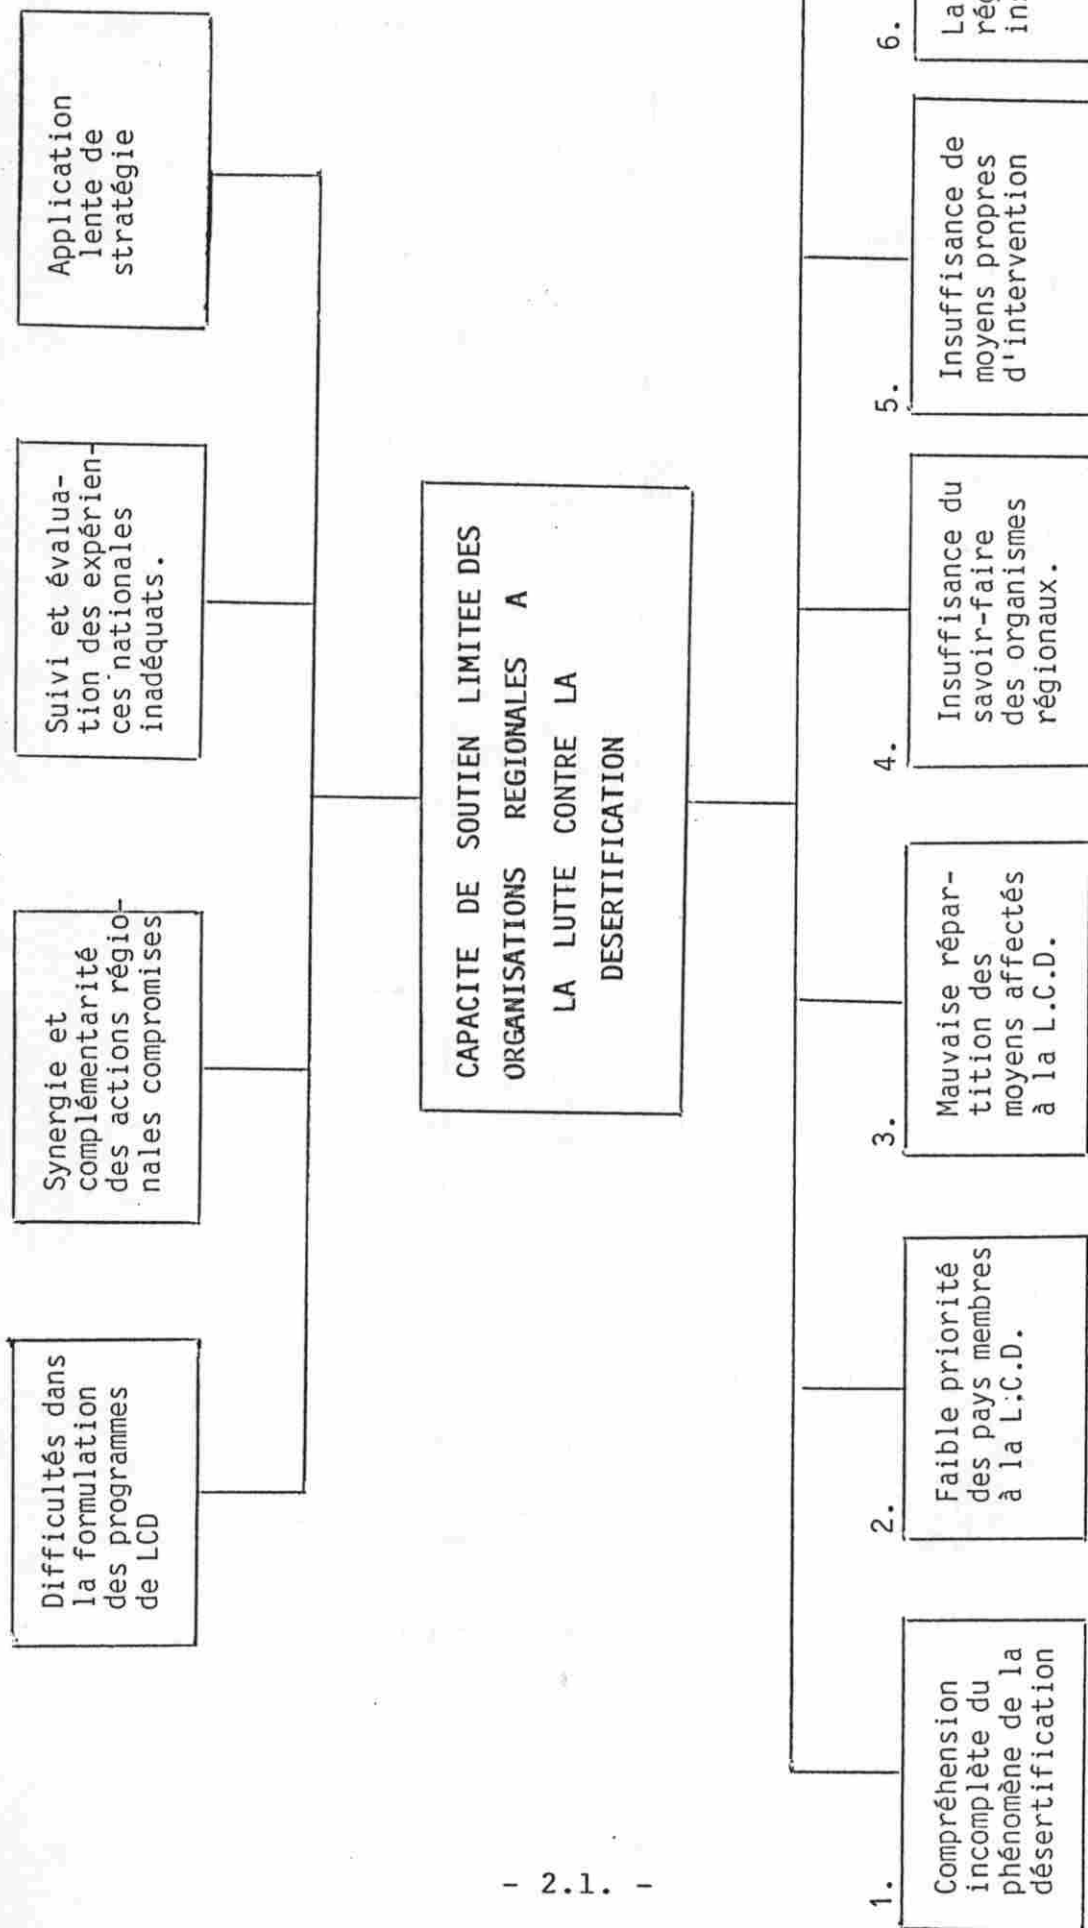 Difficultés dans
la formulation
des programmes
de LCD
Synergie et
complémentarité
des actions régio-
nales compromises
Suivi et évalua-
tion des expérien-
ces nationales
inadéquats.
Application
lente de
stratégie
CAPACITE DE SOUTIEN LIMITEE DES
ORGANISATIONS REGIONALES A
LA LUTTE CONTRE LA
DESERTIFICATION
1.
Compréhension
incomplète du
phénomène de la
désertification
2.
Faible priorité
des pays membres
à la L.C.D.
3.
Mauvaise répar-
tition des
moyens affectés
à la L.C.D.
4.
Insuffisance du
savoir-faire
des organismes
régionaux.
5.
Insuffisance de
moyens propres
d'intervention
6.
La
- 2.1. -